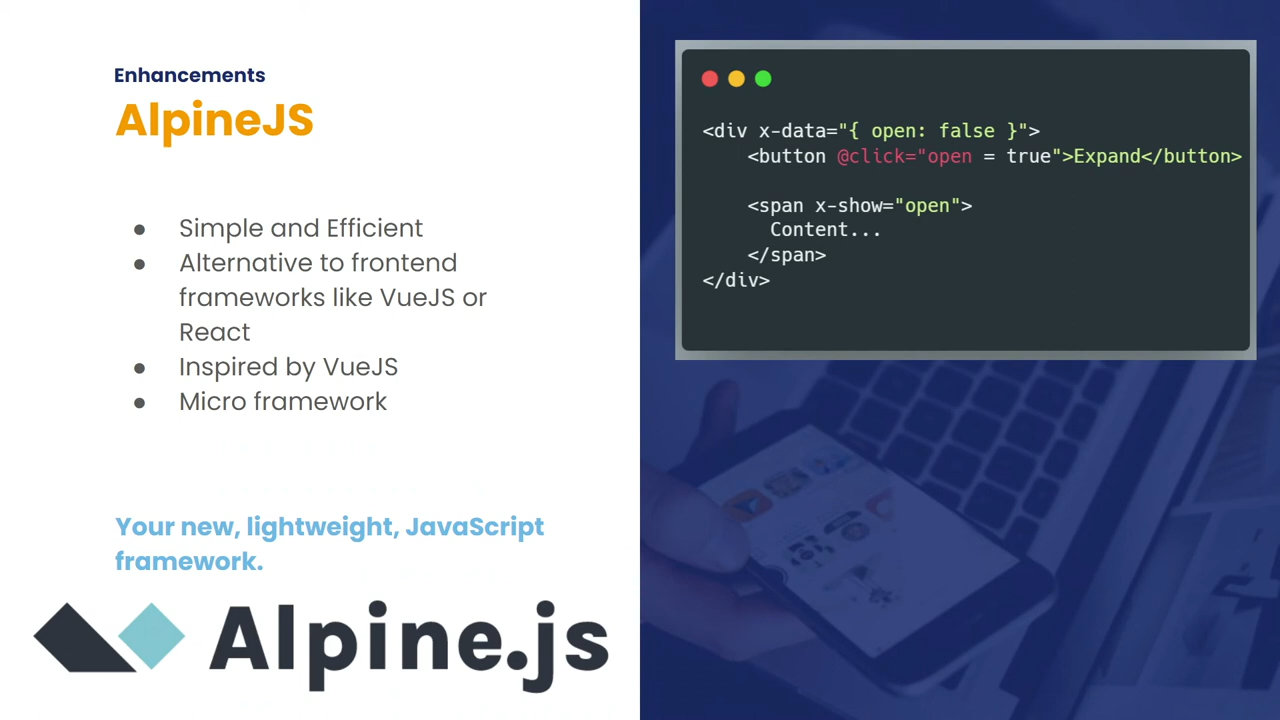 Enhancements
AlpineJS
● Simple and Efficient
● Alternative to frontend
frameworks like VueJS or
React
● Inspired by VueJS
● Micro framework
Your new, lightweight, JavaScript
framework.
Alpine.js
<div x-data="{ open: false }">
<button @click="open = true">Expand</button>
<span x-show="open">
Content...
</span>
</div>